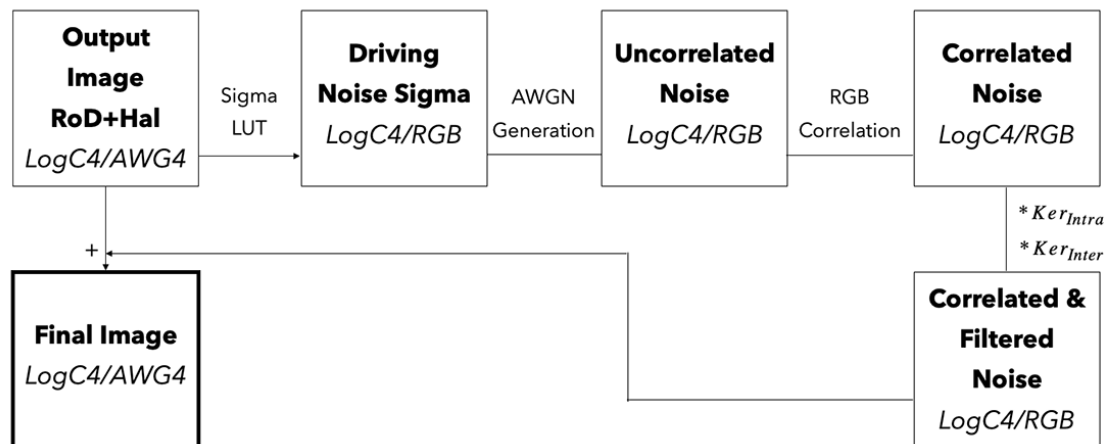 Output
Image
RoD+Hal
LogC4/AWG4
Sigma
LUT
Driving
Noise Sigma
LogC4/RGB
AWGN
Generation
Uncorrelated
Noise
LogC4/RGB
RGB
Correlation
Correlated
Noise
LogC4/RGB
* Ker_Intra
* Ker_Inter
+
Final Image
LogC4/AWG4
Correlated &
Filtered
Noise
LogC4/RGB